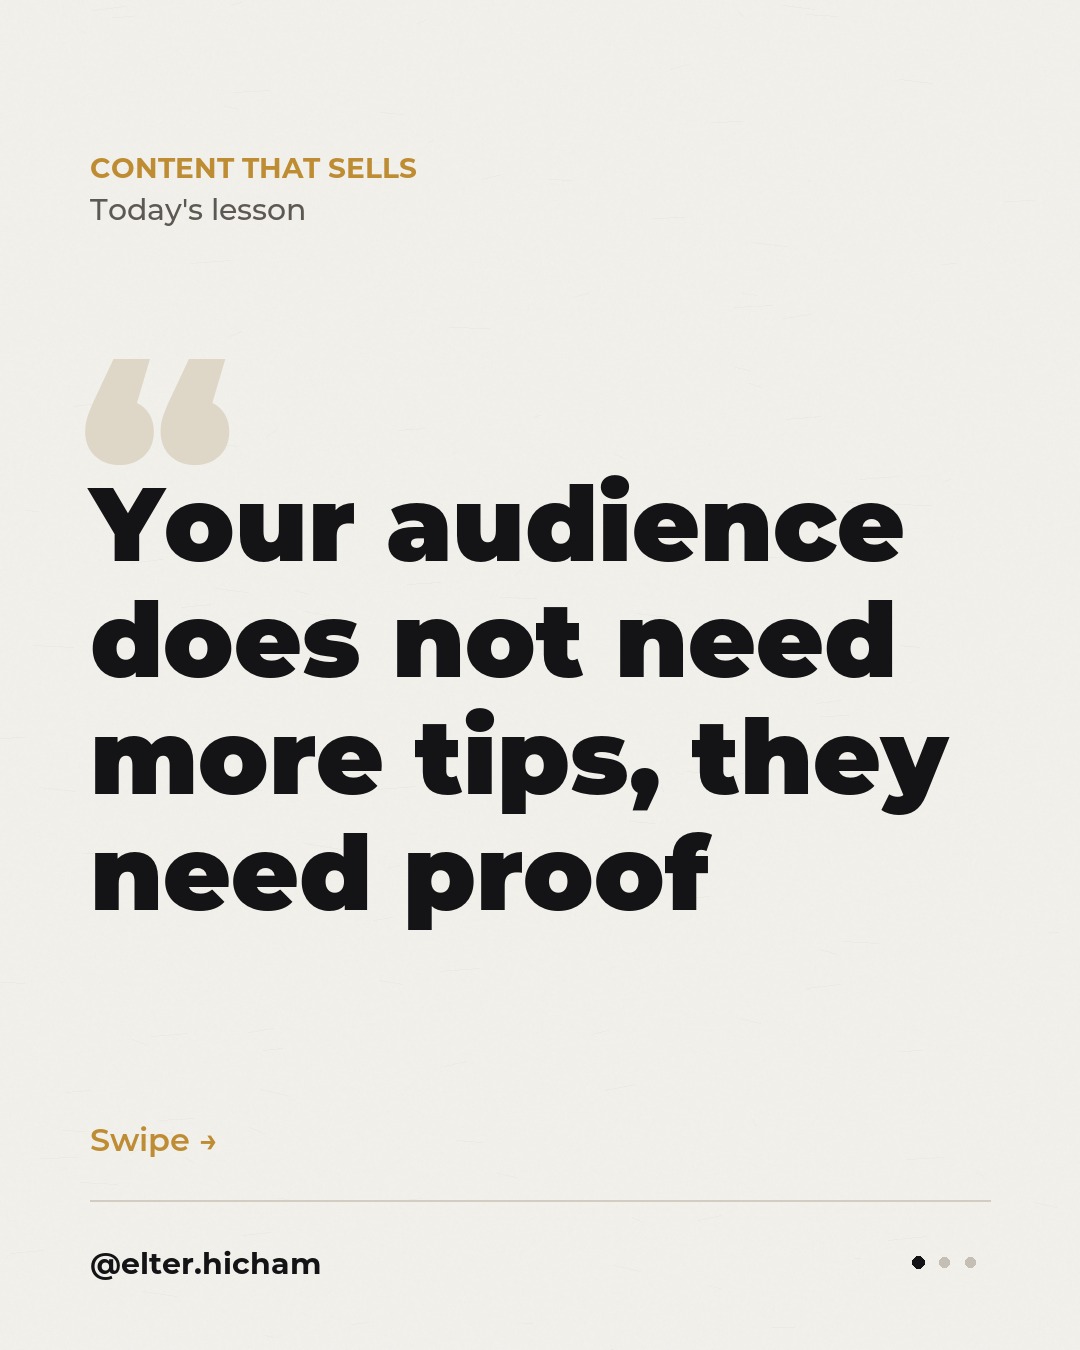 CONTENT THAT SELLS
Today's lesson
“
Your audience
does not need
more tips, they
need proof
Swipe →
@elter.hicham